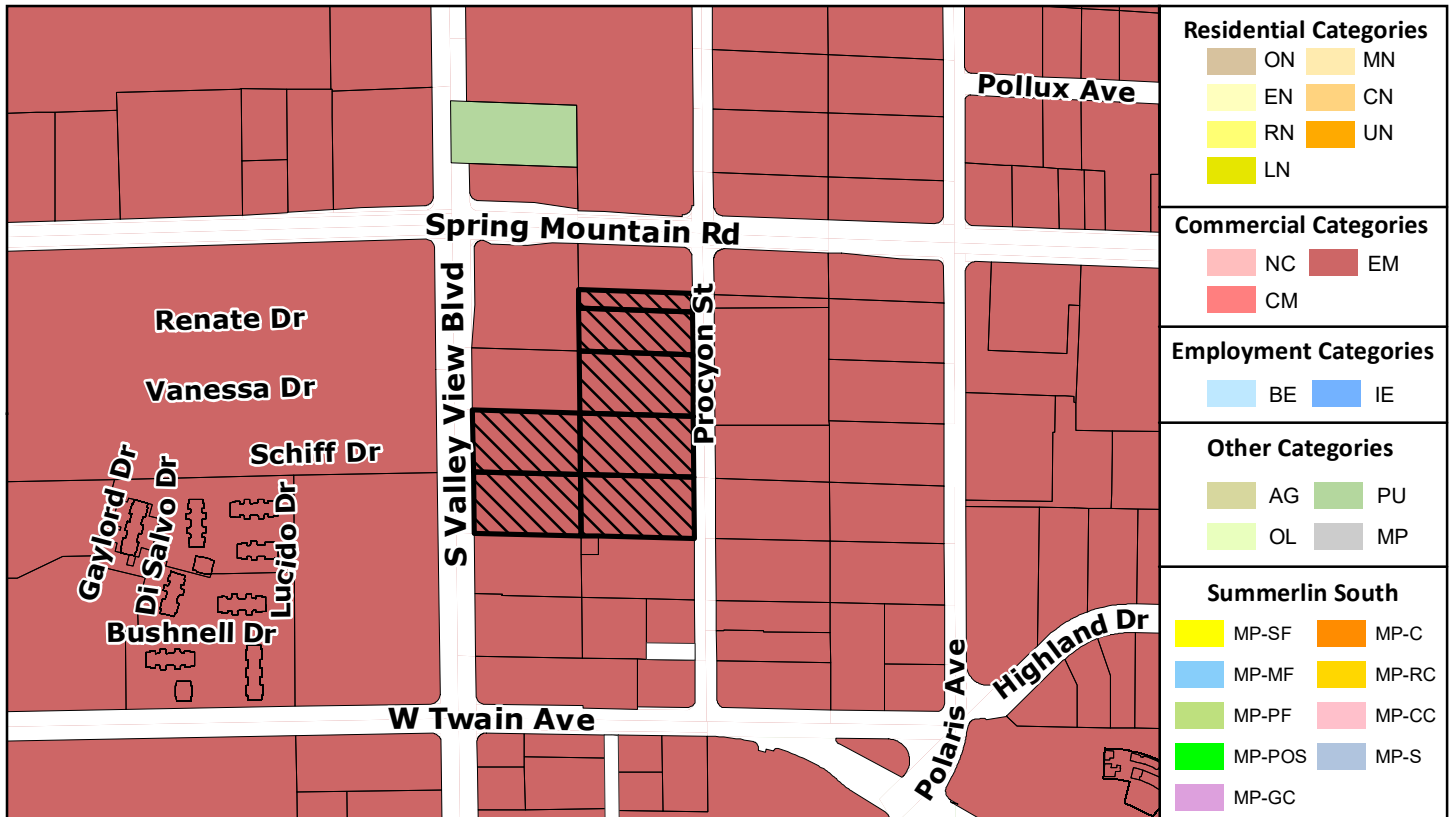 Pollux Ave
Spring Mountain Rd
S Valley View Blvd
Procyon St
Renate Dr
Vanessa Dr
Schiff Dr
Gaylord Dr
Di Salvo Dr
Lucido Dr
Bushnell Dr
W Twain Ave
Polaris Ave
Highland Dr
Residential Categories
ON MN
EN CN
RN UN
LN
Commercial Categories
NC EM
CM
Employment Categories
BE IE
Other Categories
AG PU
OL MP
Summerlin South
MP-SF MP-C
MP-MF MP-RC
MP-PF MP-CC
MP-POS MP-S
MP-GC